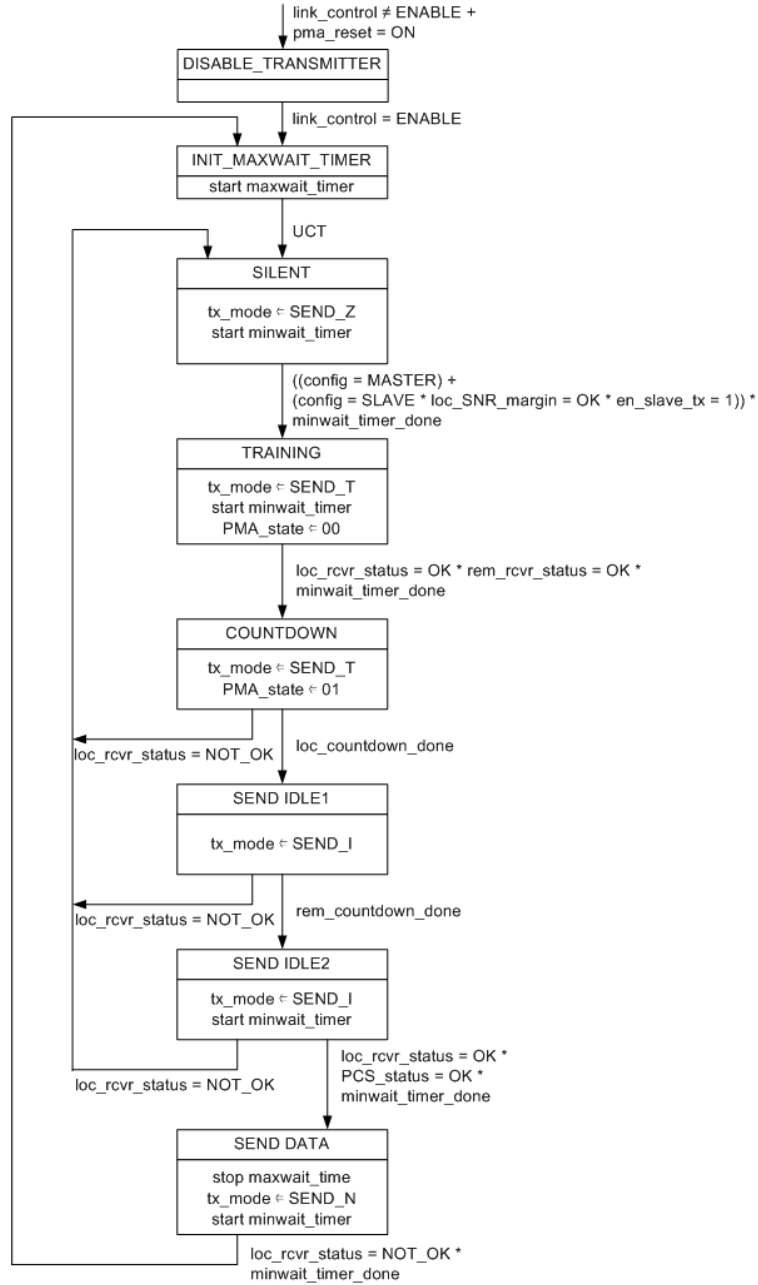 link_control ≠ ENABLE +
pma_reset = ON
DISABLE_TRANSMITTER
link_control = ENABLE
INIT_MAXWAIT_TIMER
start maxwait_timer
UCT
SILENT
tx_mode ⇐ SEND_Z
start minwait_timer
((config = MASTER) +
(config = SLAVE * loc_SNR_margin = OK * en_slave_tx = 1)) *
minwait_timer_done
TRAINING
tx_mode ⇐ SEND_T
start minwait_timer
PMA_state ⇐ 00
loc_rcvr_status = OK * rem_rcvr_status = OK *
minwait_timer_done
COUNTDOWN
tx_mode ⇐ SEND_T
PMA_state ⇐ 01
loc_rcvr_status = NOT_OK
loc_countdown_done
SEND IDLE1
tx_mode ⇐ SEND_I
loc_rcvr_status = NOT_OK
rem_countdown_done
SEND IDLE2
tx_mode ⇐ SEND_I
start minwait_timer
loc_rcvr_status = NOT_OK
loc_rcvr_status = OK *
PCS_status = OK *
minwait_timer_done
SEND DATA
stop maxwait_time
tx_mode ⇐ SEND_N
start minwait_timer
loc_rcvr_status = NOT_OK *
minwait_timer_done